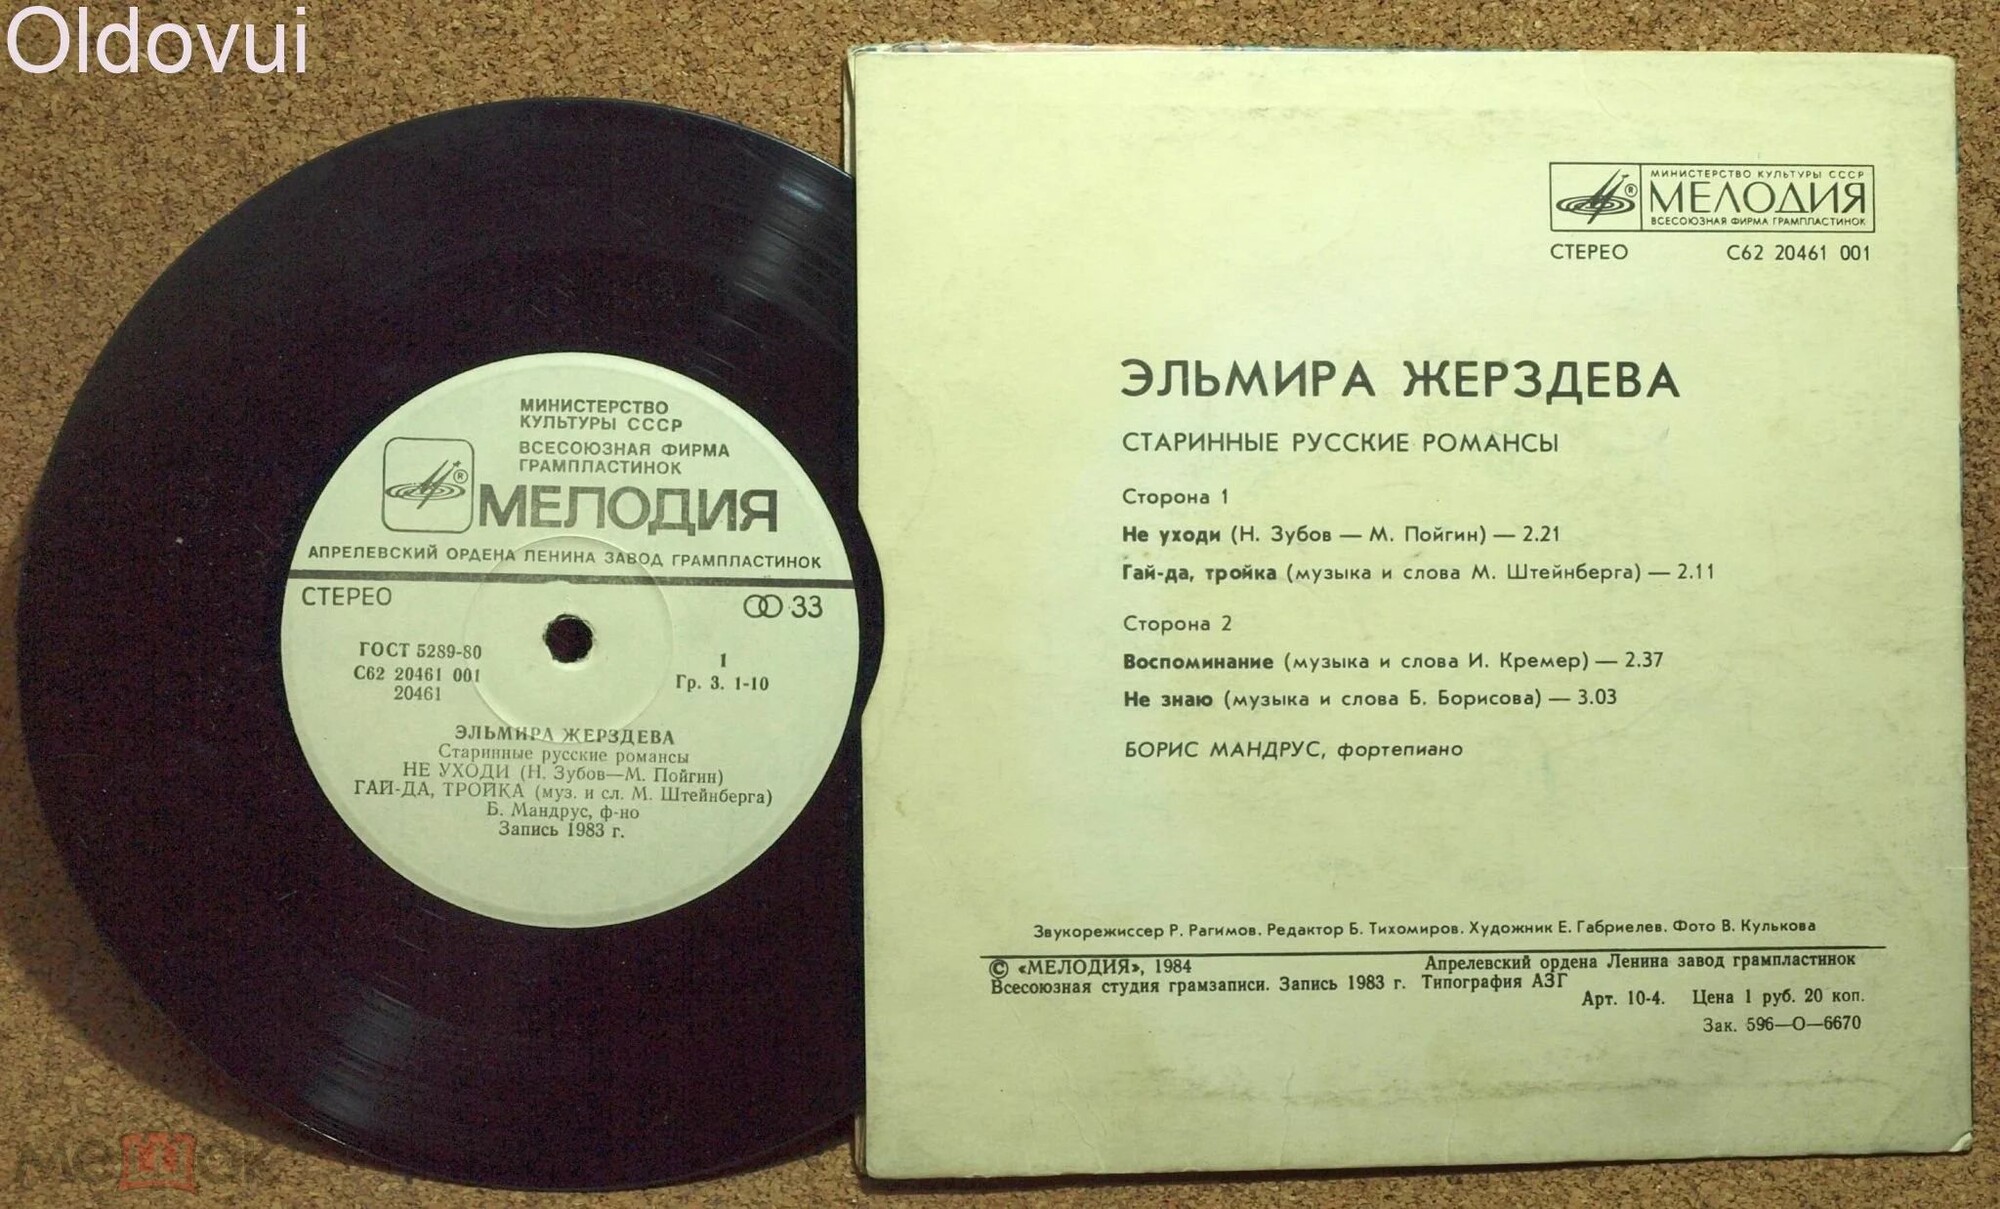 Oldovui
МИНИСТЕРСТВО
КУЛЬТУРЫ СССР
ВСЕСОЮЗНАЯ ФИРМА
ГРАМПЛАСТИНОК
МЕЛОДИЯ
АПРЕЛЕВСКИЙ ОРДЕНА ЛЕНИНА ЗАВОД ГРАМПЛАСТИНОК
СТЕРЕО
33
ГОСТ 5289-80
С62 20461 001
20461
1
Гр. 3. 1-10
ЭЛЬМИРА ЖЕРЗДЕВА
Старинные русские романсы
НЕ УХОДИ (Н. Зубов—М. Пойгин)
ГАЙ-ДА, ТРОЙКА (муз. и сл. М. Штейнберга)
Б. Мандрус, ф-но
Запись 1983 г.
МИНИСТЕРСТВО КУЛЬТУРЫ СССР
МЕЛОДИЯ
ВСЕСОЮЗНАЯ ФИРМА ГРАМПЛАСТИНОК
СТЕРЕО С62 20461 001
ЭЛЬМИРА ЖЕРЗДЕВА
СТАРИННЫЕ РУССКИЕ РОМАНСЫ
Сторона 1
Не уходи (Н. Зубов — М. Пойгин) — 2.21
Гай-да, тройка (музыка и слова М. Штейнберга) — 2.11
Сторона 2
Воспоминание (музыка и слова И. Кремер) — 2.37
Не знаю (музыка и слова Б. Борисова) — 3.03
БОРИС МАНДРУС, фортепиано
Звукорежиссер Р. Рагимов. Редактор Б. Тихомиров. Художник Е. Габриелев. Фото В. Кулькова
© «МЕЛОДИЯ», 1984 Апрелевский ордена Ленина завод грампластинок
Всесоюзная студия грамзаписи. Запись 1983 г. Типография АЗГ
Арт. 10-4. Цена 1 руб. 20 коп.
Зак. 596—О—6670
мешок